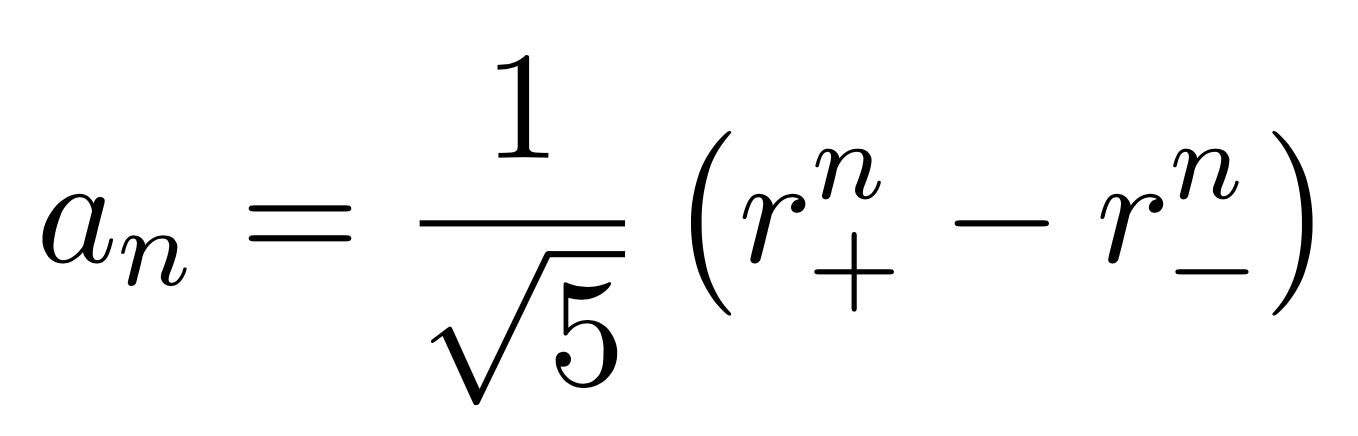 a_n = \frac{1}{\sqrt{5}} \left( r_+^n - r_-^n \right)